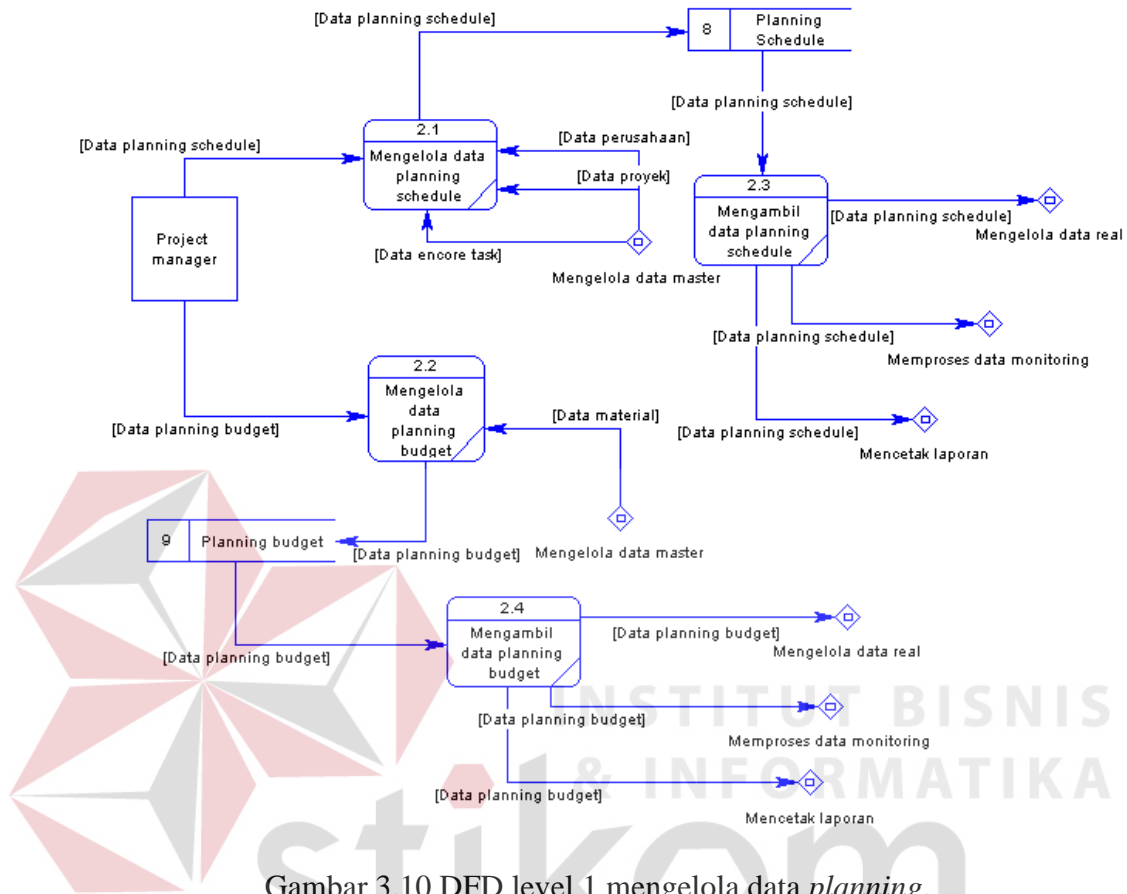 [Data planning schedule]
8
Planning
Schedule
[Data planning schedule]
[Data planning schedule]
2.1
Mengelola data
planning
schedule
[Data perusahaan]
[Data proyek]
[Data encore task]
Mengelola data master
Project
manager
2.3
Mengambil
data planning
schedule
[Data planning schedule]
Mengelola data real
[Data planning schedule]
Memproses data monitoring
[Data planning schedule]
Mencetak laporan
2.2
Mengelola
data
planning
budget
[Data planning budget]
[Data material]
Mengelola data master
9
Planning budget
[Data planning budget]
[Data planning budget]
2.4
Mengambil
data planning
budget
[Data planning budget]
Mengelola data real
[Data planning budget]
Memproses data monitoring
[Data planning budget]
Mencetak laporan
INSTITUT BISNIS
& INFORMATIKA
stikom
Gambar 3.10 DFD level 1 mengelola data planning